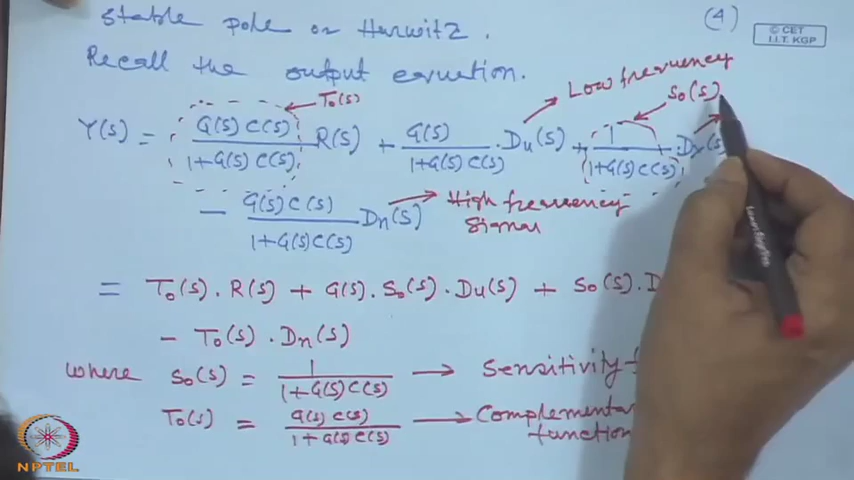 stable pole or Hurwitz.
(4)
© CET
I.I.T. KGP
Recall the output equation.
Low frequency
T₀(s)
S₀(s)
Y(s) = G(s)C(s) / 1+G(s)C(s) R(s) + G(s) / 1+G(s)C(s) · Du(s) + 1 / 1+G(s)C(s) ·
- G(s)C(s) / 1+G(s)C(s) Dn(s)
High frequency
signal
= T₀(s). R(s) + G(s). S₀(s). Du(s) + S₀(s).
- T₀(s). Dn(s)
where S₀(s) = 1 / 1+G(s)C(s) → Sensitivity
T₀(s) = G(s)C(s) / 1+G(s)C(s) →
function
NPTEL